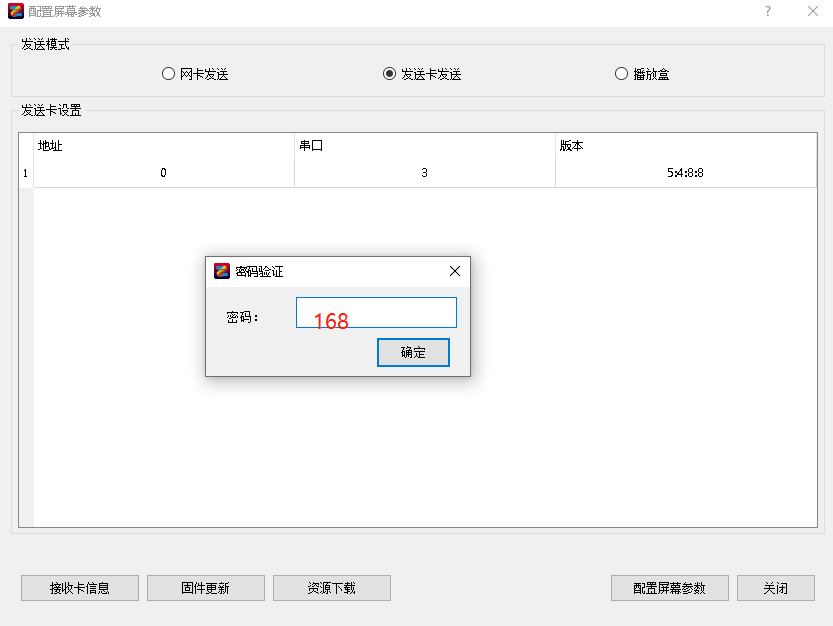 配置屏幕参数
发送模式
网卡发送 发送卡发送 播放盒
发送卡设置
地址 串口 版本
1 0 3 5:4:8:8
密码验证
密码： 168
确定
接收卡信息 固件更新 资源下载 配置屏幕参数 关闭